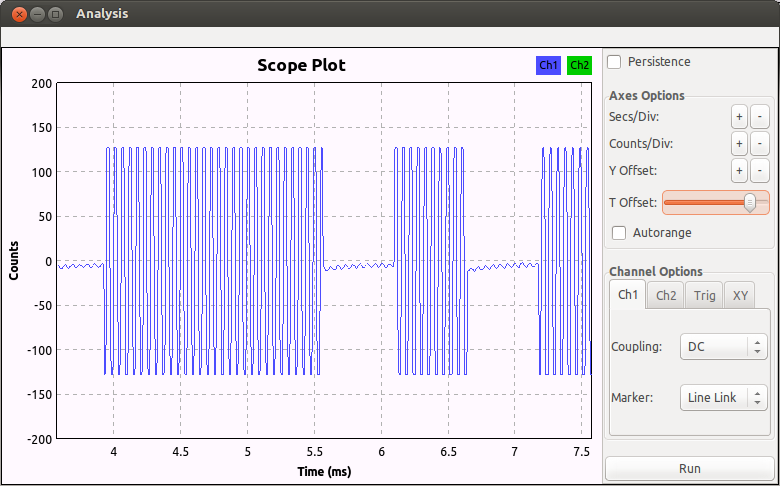 Analysis
Scope Plot
Ch1 Ch2
200
150
100
50
0
-50
-100
-150
-200
Counts
4 4.5 5 5.5 6 6.5 7 7.5
Time (ms)
Persistence
Axes Options
Secs/Div: + -
Counts/Div: + -
Y Offset: + -
T Offset:
Autorange
Channel Options
Ch1 Ch2 Trig XY
Coupling: DC
Marker: Line Link
Run